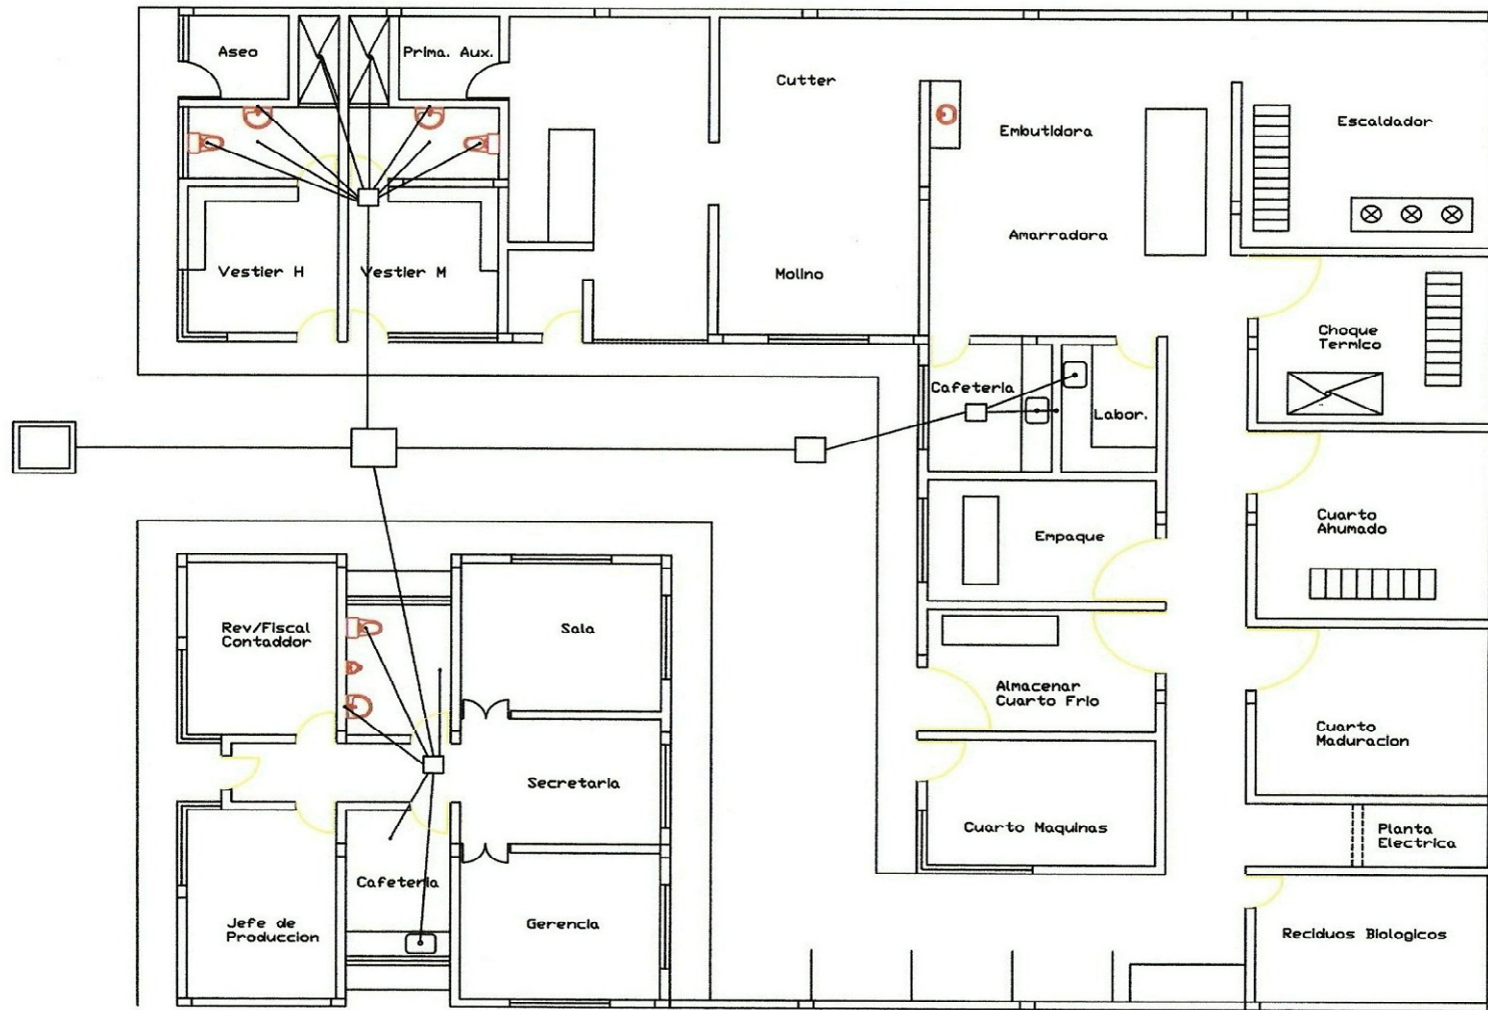 Aseo
Prima. Aux.
Cutter
Embutidora
Escaldador
Amarradora
Vestier H
Vestier M
Molino
Choque
Termico
Cafeteria
Labor.
Cuarto
Ahumado
Empaque
Rev/Fiscal
Contaddor
Sala
Almacenar
Cuarto Frio
Cuarto
Maduracion
Secretaria
Cuarto Maquinas
Planta
Electrica
Cafeteria
Jefe de
Produccion
Gerencia
Reciduos Biologicos